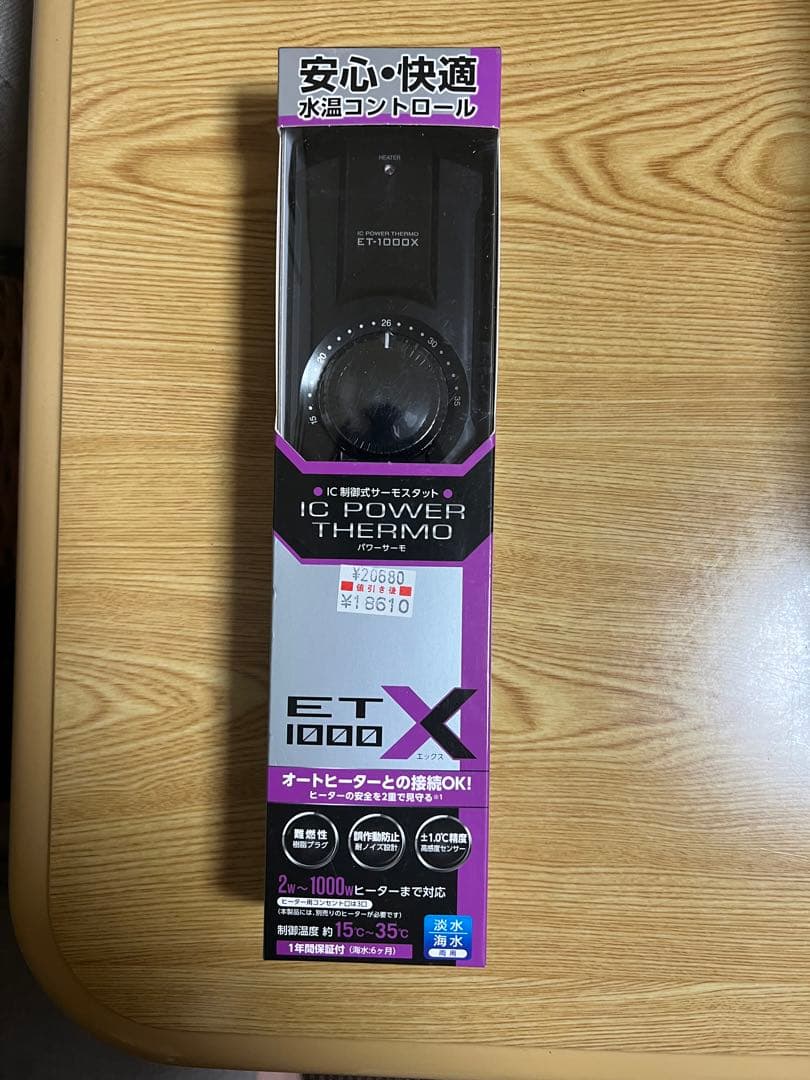 安心・快適
水温コントロール
HEATER
IC POWER THERMO
ET-1000X
15
20
26
30
35
IC 制御式サーモスタット
IC POWER
THERMO
パワーサーモ
¥20680
値引き後
¥18610
ET
1000
X
エックス
オートヒーターとの接続OK!
ヒーターの安全を2重で見守る※1
難燃性
樹脂プラグ
誤作動防止
耐ノイズ設計
±1.0℃精度
高感度センサー
2W〜1000Wヒーターまで対応
ヒーター用コンセント口は3口
(本製品には、別売りのヒーターが必要です)
制御温度 約15℃〜35℃
1年間保証付(海水:6ヶ月)
淡水
海水
両用